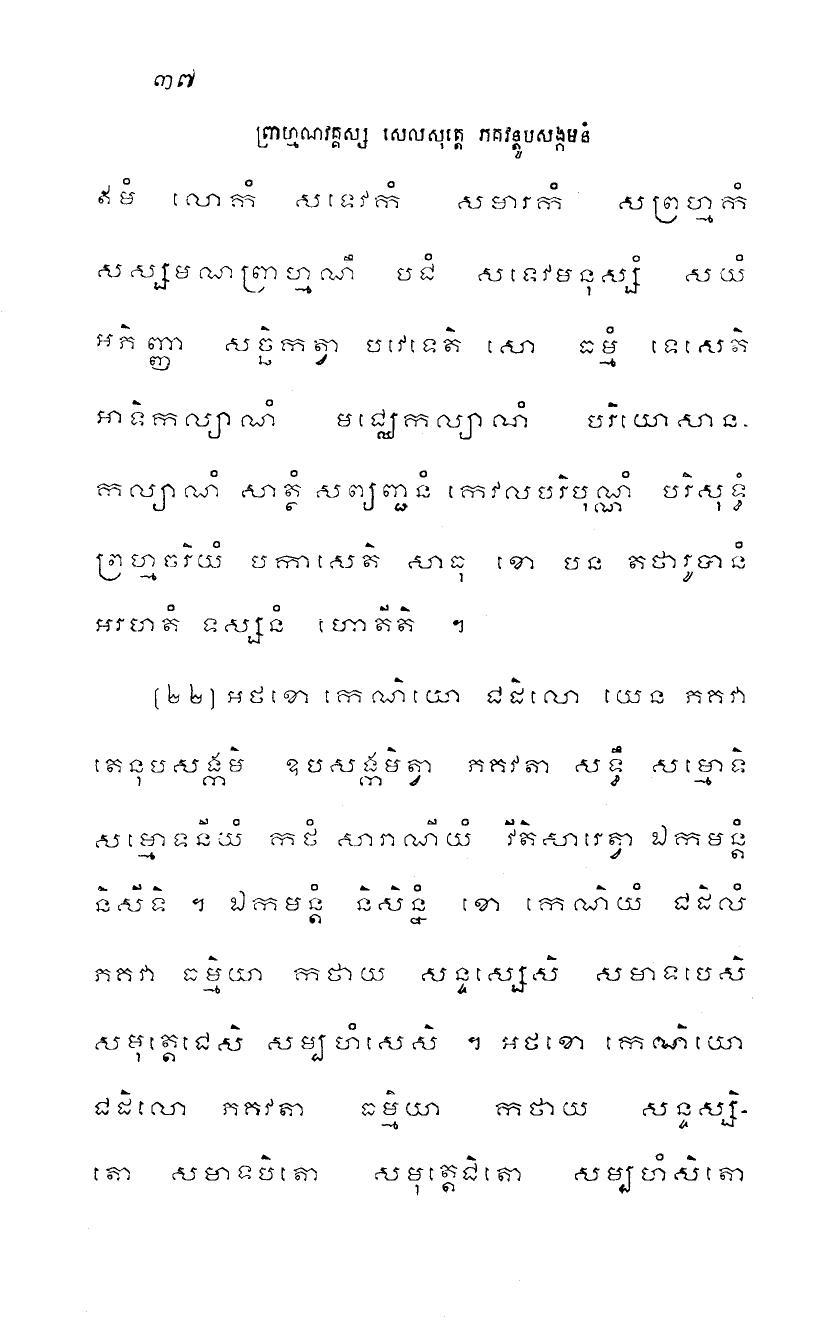 ៣៧
ព្រាហ្មណវគ្គស្ស សេលសុត្តេ ភគវន្តូបសង្កមនំ
ឥមំ លោកំ សទេវកំ សមារកំ សព្រហ្មកំ
សស្សមណព្រាហ្មណឹ បជំ សទេវមនុស្សំ សយំ
អភិញ្ញា សច្ឆិកត្វា បវេទេតិ សោ ធម្មំ ទេសេតិ
អាទិកល្យាណំ មជ្ឈេកល្យាណំ បរិយោសាន-
កល្យាណំ សាត្ថំ សព្យញ្ជនំ កេវលបរិបុណ្ណំ បរិសុទ្ធំ
ព្រហ្មចរិយំ បកាសេតិ សាធុ ខោ បន តថារូបានំ
អរហតំ ទស្សនំ ហោតីតិ ។
[២២] អថខោ កេណិយោ ជដិលោ យេន ភគវា
តេនុបសង្កមិ ឧបសង្កមិត្វា ភគវតា សទ្ធឹ សម្មោទិ
សម្មោទនីយំ កថំ សារាណីយំ វីតិសារេត្វា ឯកមន្តំ
និសីទិ ។ ឯកមន្តំ និសិន្នំ ខោ កេណិយំ ជដិលំ
ភគវា ធម្មិយា កថាយ សន្ទស្សេសិ សមាទបេសិ
សមុត្តេជេសិ សម្បហំសេសិ ។ អថខោ កេណិយោ
ជដិលោ ភគវតា ធម្មិយា កថាយ សន្ទស្សិ-
តោ សមាទបិតោ សមុត្តេជិតោ សម្បហំសិតោ